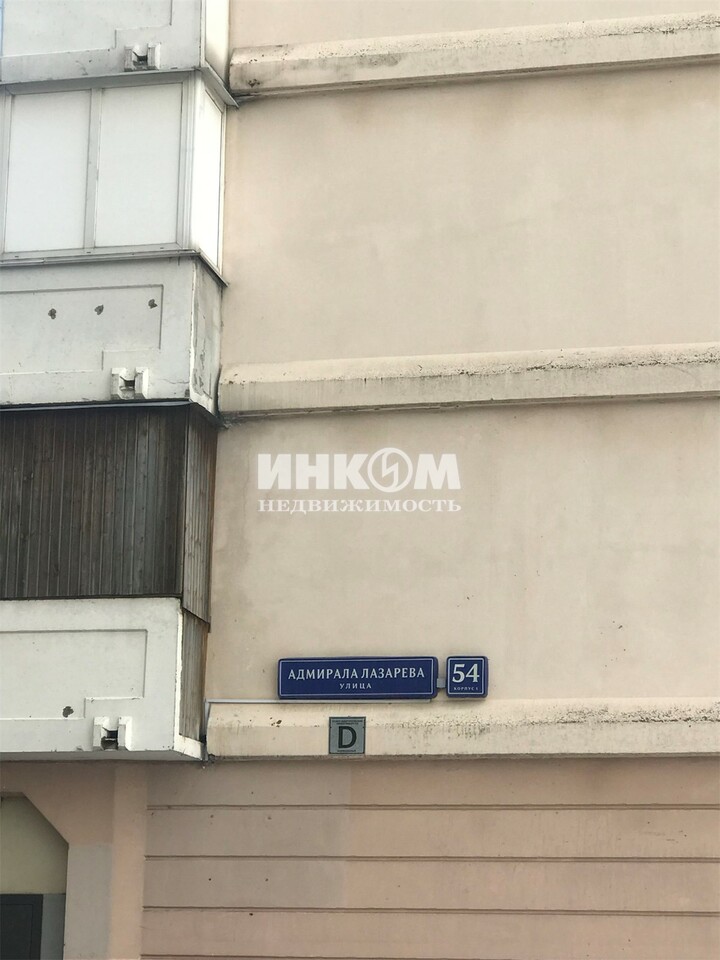 ИНКОМ
НЕДВИЖИМОСТЬ
АДМИРАЛА ЛАЗАРЕВА
УЛИЦА
54
КОРПУС 1
D